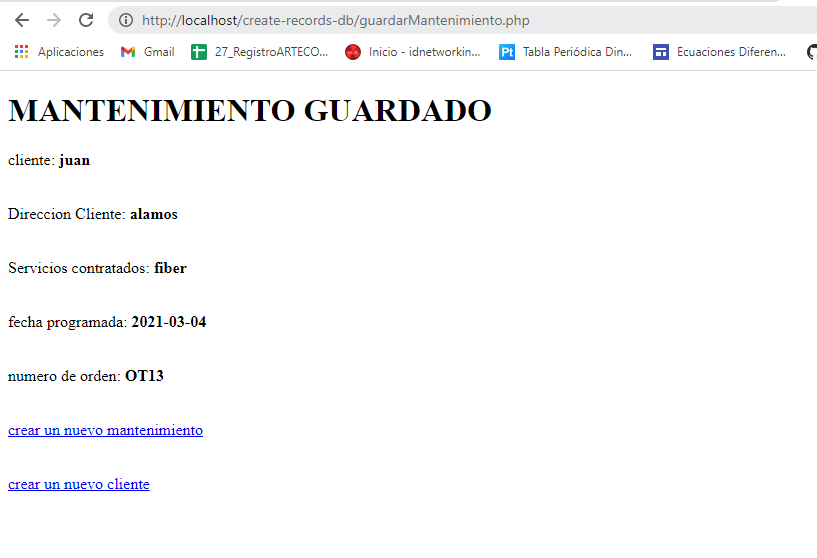 http://localhost/create-records-db/guardarMantenimiento.php
Aplicaciones Gmail 27_RegistroARTECO... Inicio - idnetworkin... Pt Tabla Periódica Din... Ecuaciones Diferen...
MANTENIMIENTO GUARDADO
cliente: juan
Direccion Cliente: alamos
Servicios contratados: fiber
fecha programada: 2021-03-04
numero de orden: OT13
crear un nuevo mantenimiento
crear un nuevo cliente